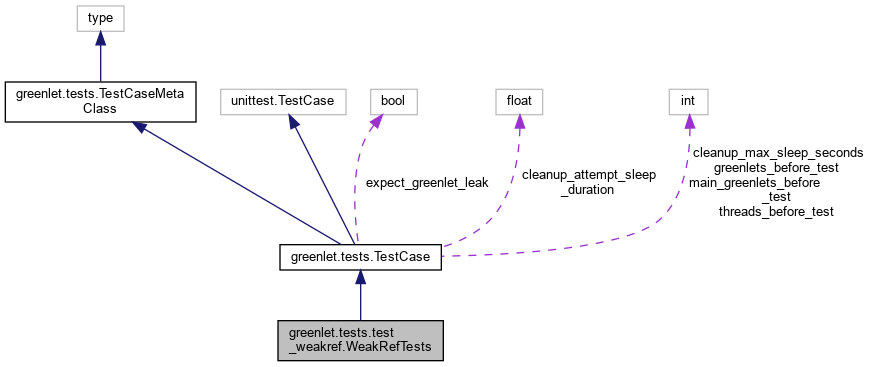 type
greenlet.tests.TestCaseMeta
Class
unittest.TestCase
bool
float
int
expect_greenlet_leak
cleanup_attempt_sleep
_duration
cleanup_max_sleep_seconds
greenlets_before_test
main_greenlets_before
_test
threads_before_test
greenlet.tests.TestCase
greenlet.tests.test
_weakref.WeakRefTests